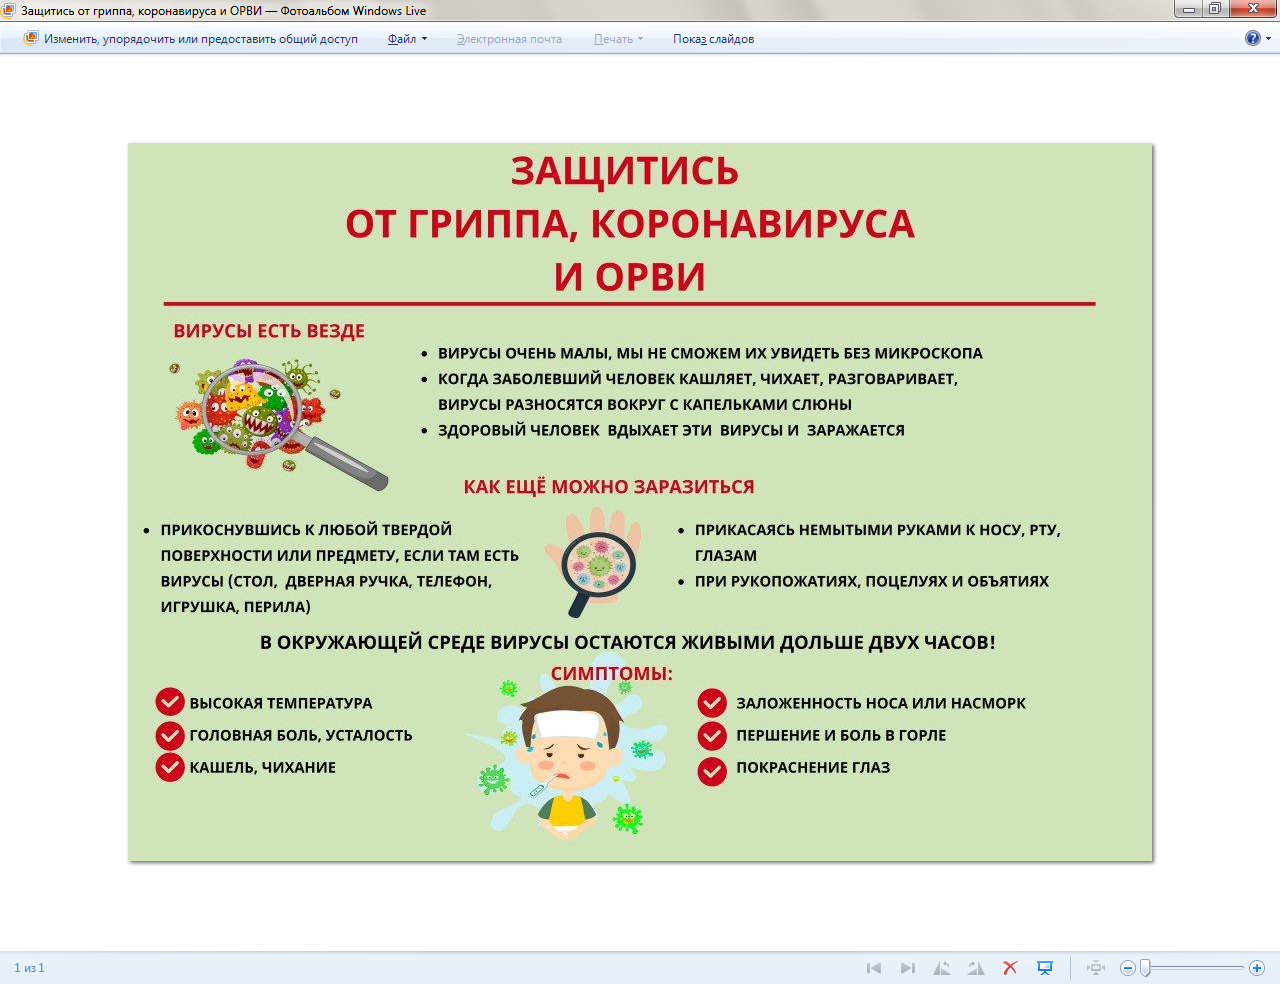 Защитись от гриппа, коронавируса и ОРВИ — Фотоальбом Windows Live
Изменить, упорядочить или предоставить общий доступ Файл Электронная почта Печать Показ слайдов
ЗАЩИТИСЬ
ОТ ГРИППА, КОРОНАВИРУСА
И ОРВИ
ВИРУСЫ ЕСТЬ ВЕЗДЕ
• ВИРУСЫ ОЧЕНЬ МАЛЫ, МЫ НЕ СМОЖЕМ ИХ УВИДЕТЬ БЕЗ МИКРОСКОПА
• КОГДА ЗАБОЛЕВШИЙ ЧЕЛОВЕК КАШЛЯЕТ, ЧИХАЕТ, РАЗГОВАРИВАЕТ,
ВИРУСЫ РАЗНОСЯТСЯ ВОКРУГ С КАПЕЛЬКАМИ СЛЮНЫ
• ЗДОРОВЫЙ ЧЕЛОВЕК ВДЫХАЕТ ЭТИ ВИРУСЫ И ЗАРАЖАЕТСЯ
КАК ЕЩЁ МОЖНО ЗАРАЗИТЬСЯ
• ПРИКОСНУВШИСЬ К ЛЮБОЙ ТВЕРДОЙ
ПОВЕРХНОСТИ ИЛИ ПРЕДМЕТУ, ЕСЛИ ТАМ ЕСТЬ
ВИРУСЫ (СТОЛ, ДВЕРНАЯ РУЧКА, ТЕЛЕФОН,
ИГРУШКА, ПЕРИЛА)
• ПРИКАСАЯСЬ НЕМЫТЫМИ РУКАМИ К НОСУ, РТУ,
ГЛАЗАМ
• ПРИ РУКОПОЖАТИЯХ, ПОЦЕЛУЯХ И ОБЪЯТИЯХ
В ОКРУЖАЮЩЕЙ СРЕДЕ ВИРУСЫ ОСТАЮТСЯ ЖИВЫМИ ДОЛЬШЕ ДВУХ ЧАСОВ!
СИМПТОМЫ:
ВЫСОКАЯ ТЕМПЕРАТУРА
ГОЛОВНАЯ БОЛЬ, УСТАЛОСТЬ
КАШЕЛЬ, ЧИХАНИЕ
ЗАЛОЖЕННОСТЬ НОСА ИЛИ НАСМОРК
ПЕРШЕНИЕ И БОЛЬ В ГОРЛЕ
ПОКРАСНЕНИЕ ГЛАЗ
1 из 1